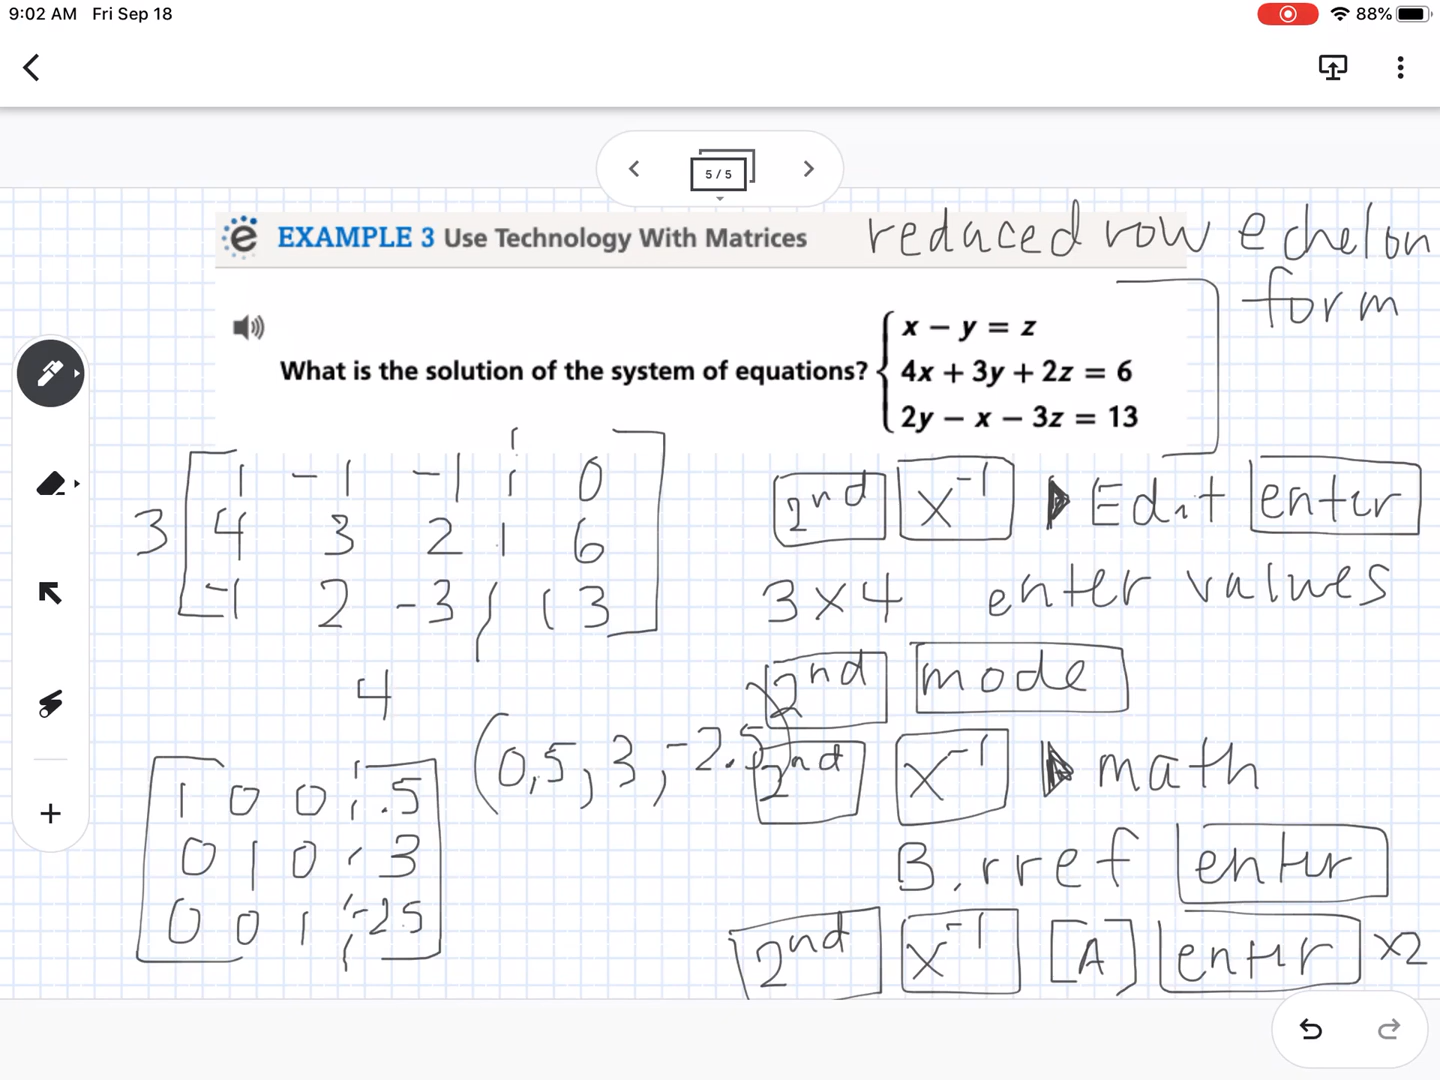 9:02 AM Fri Sep 18
88%
5 / 5
EXAMPLE 3 Use Technology With Matrices
reduced row echelon
form
What is the solution of the system of equations?
x − y = z
4x + 3y + 2z = 6
2y − x − 3z = 13
1 -1 -1 | 0
3 4 3 2 | 6
-1 2 -3 | 13
4
2nd x^-1 ▶ Edit enter
3×4 enter values
2nd mode
(0.5, 3, -2.5)
2nd x^-1 ▶ math
B. rref enter
2nd x^-1 [A] enter ×2
1 0 0 | .5
0 1 0 | 3
0 0 1 | -2.5